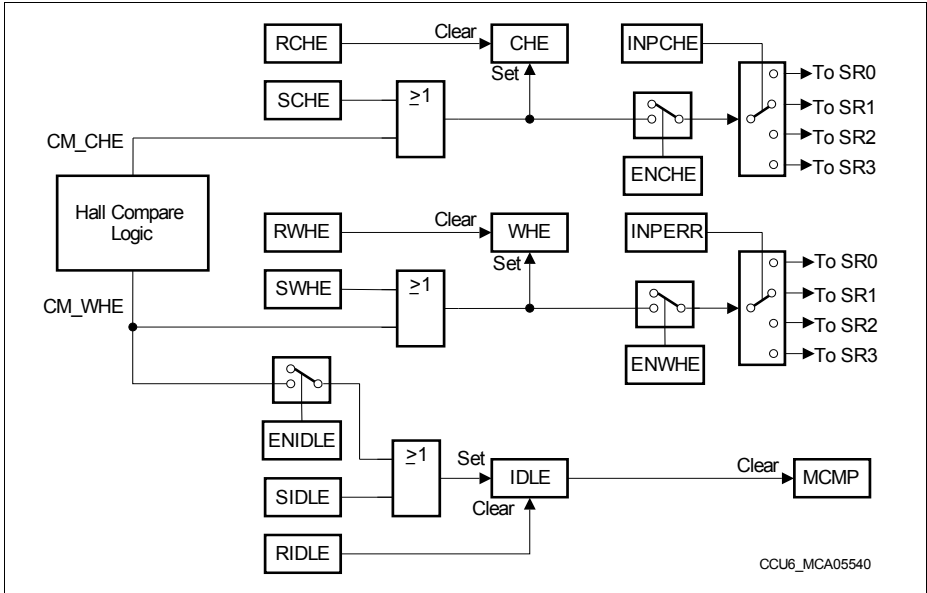 RCHE
Clear
CHE
INPCHE
Set
To SR0
SCHE
≥1
To SR1
CM_CHE
To SR2
To SR3
ENCHE
Hall Compare
Logic
RWHE
Clear
WHE
INPERR
Set
To SR0
SWHE
≥1
CM_WHE
To SR1
To SR2
To SR3
ENWHE
ENIDLE
≥1
Set
IDLE
Clear
MCMP
SIDLE
Clear
RIDLE
CCU6_MCA05540